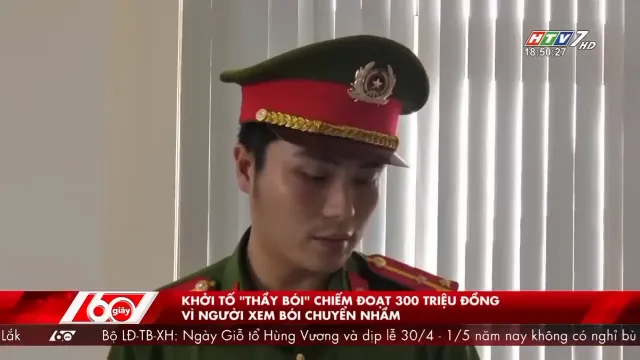 HTV7 HD
18:50:27
60 giây
KHỞI TỐ "THẦY BÓI" CHIẾM ĐOẠT 300 TRIỆU ĐỒNG
VÌ NGƯỜI XEM BÓI CHUYỂN NHẦM
Lắk
Bộ LĐ-TB-XH: Ngày Giỗ tổ Hùng Vương và dịp lễ 30/4 - 1/5 năm nay không có nghỉ bù